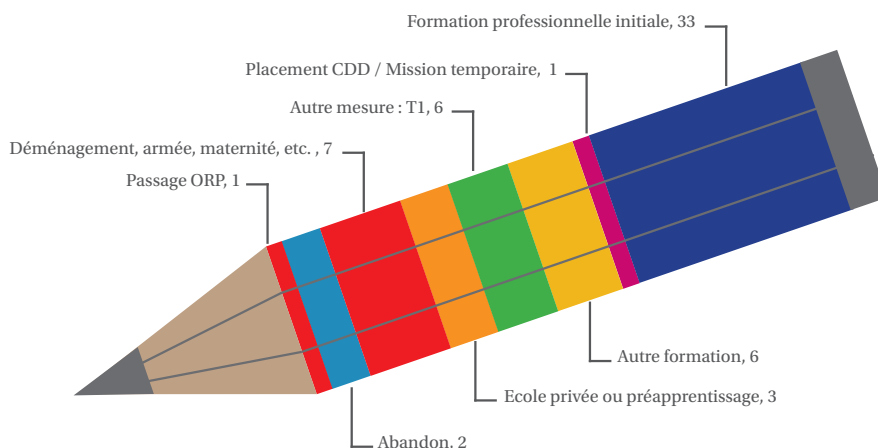 Formation professionnelle initiale, 33
Placement CDD / Mission temporaire, 1
Autre mesure : T1, 6
Déménagement, armée, maternité, etc. , 7
Passage ORP, 1
Autre formation, 6
Ecole privée ou préapprentissage, 3
Abandon, 2